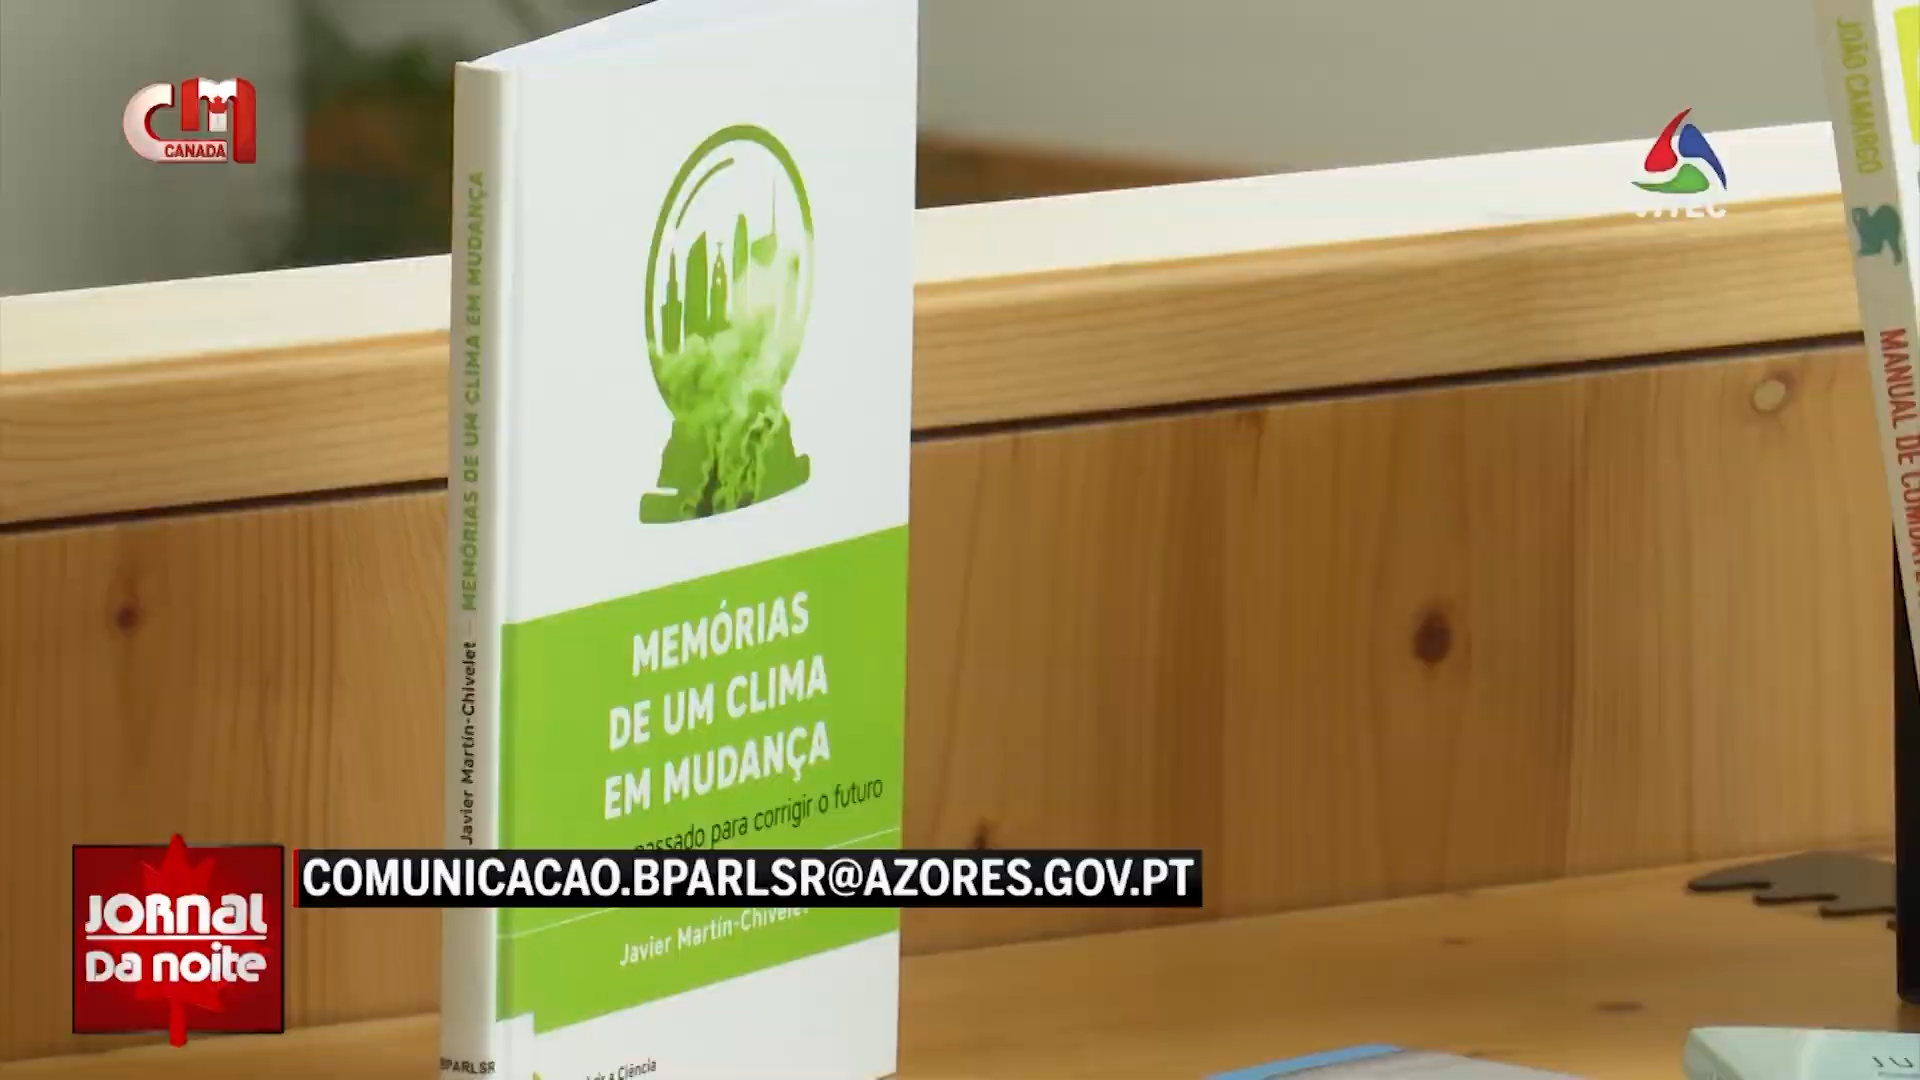 CM
CANADA
VITEC
JOÃO CAMARGO
MANUAL DE COMBATE
MEMÓRIAS DE UM CLIMA EM MUDANÇA
Javier Martín-Chivelet
BPARLSR
MEMÓRIAS
DE UM CLIMA
EM MUDANÇA
passado para corrigir o futuro
Javier Martín-Chivelet
a Ciência
JORNAL
DA NOITE
COMUNICACAO.BPARLSR@AZORES.GOV.PT